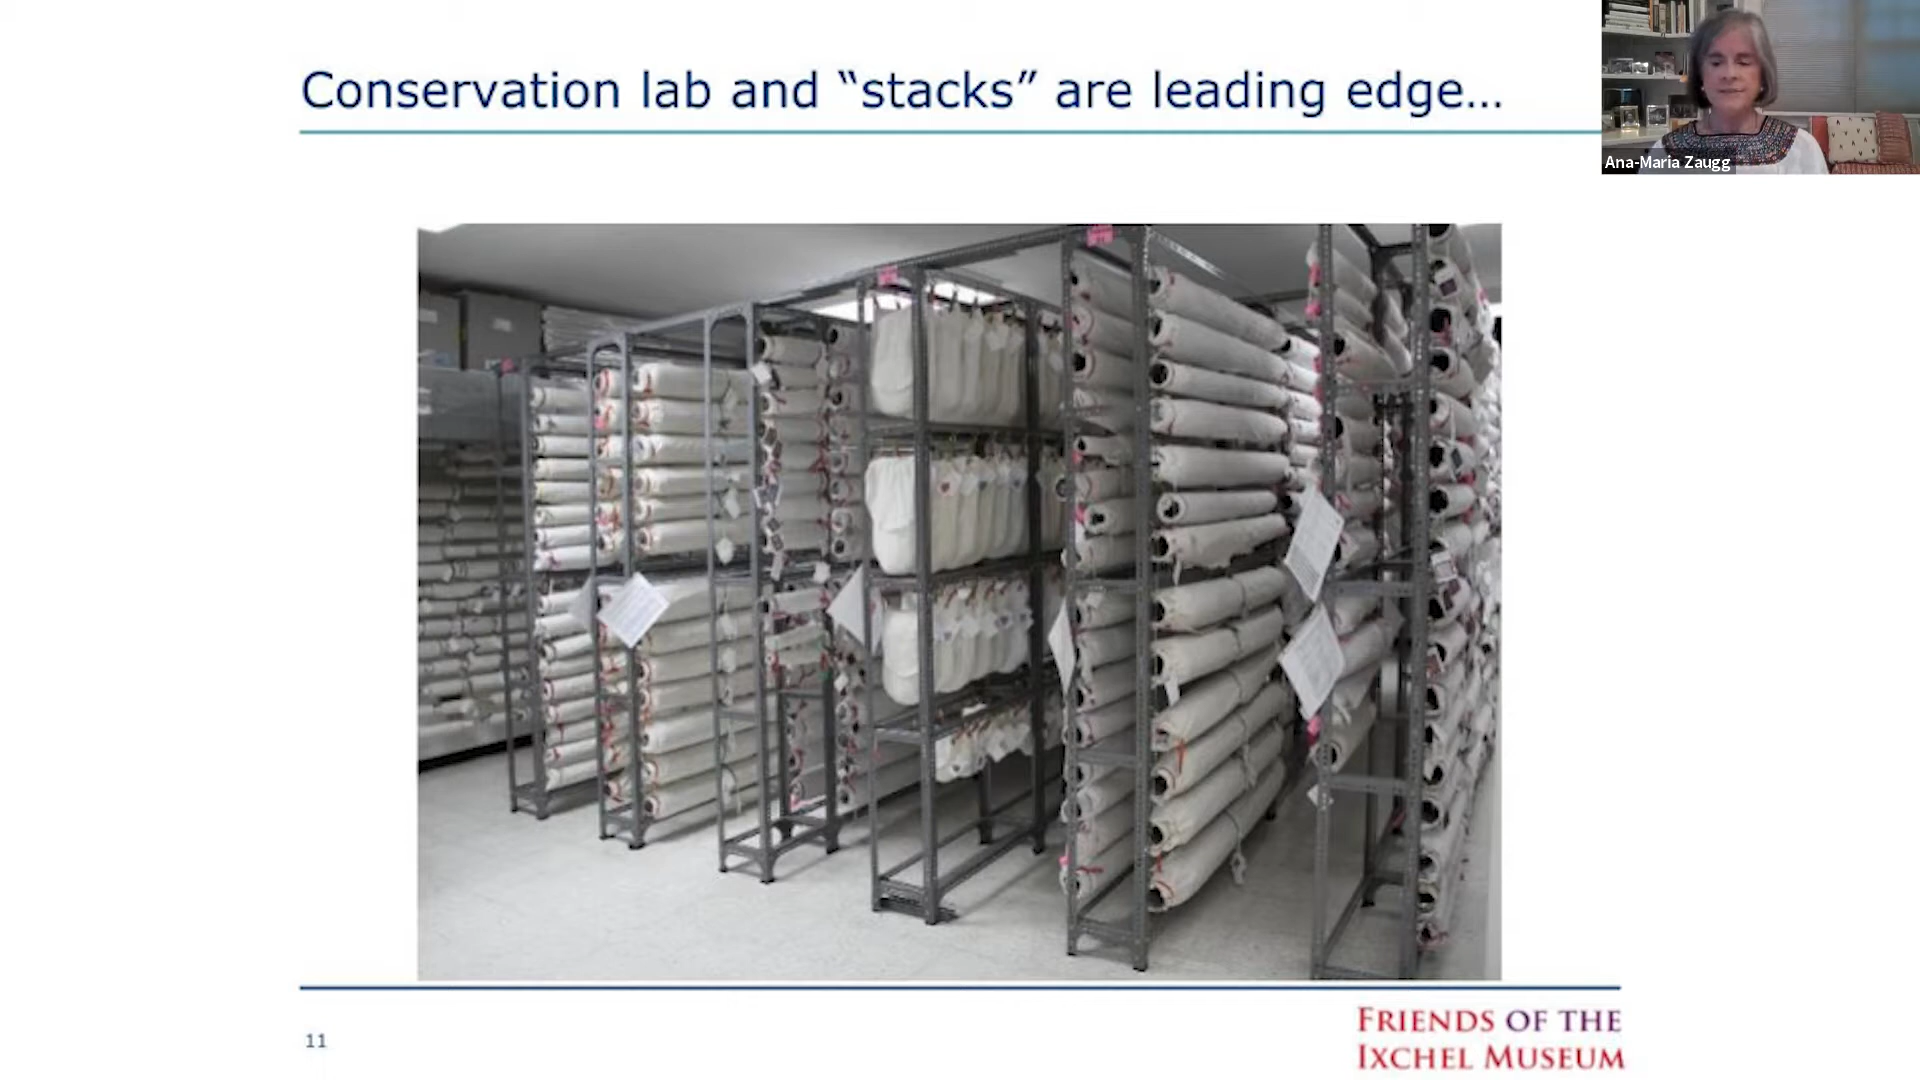 Conservation lab and “stacks” are leading edge…
Ana-Maria Zaugg
11
FRIENDS OF THE
IXCHEL MUSEUM